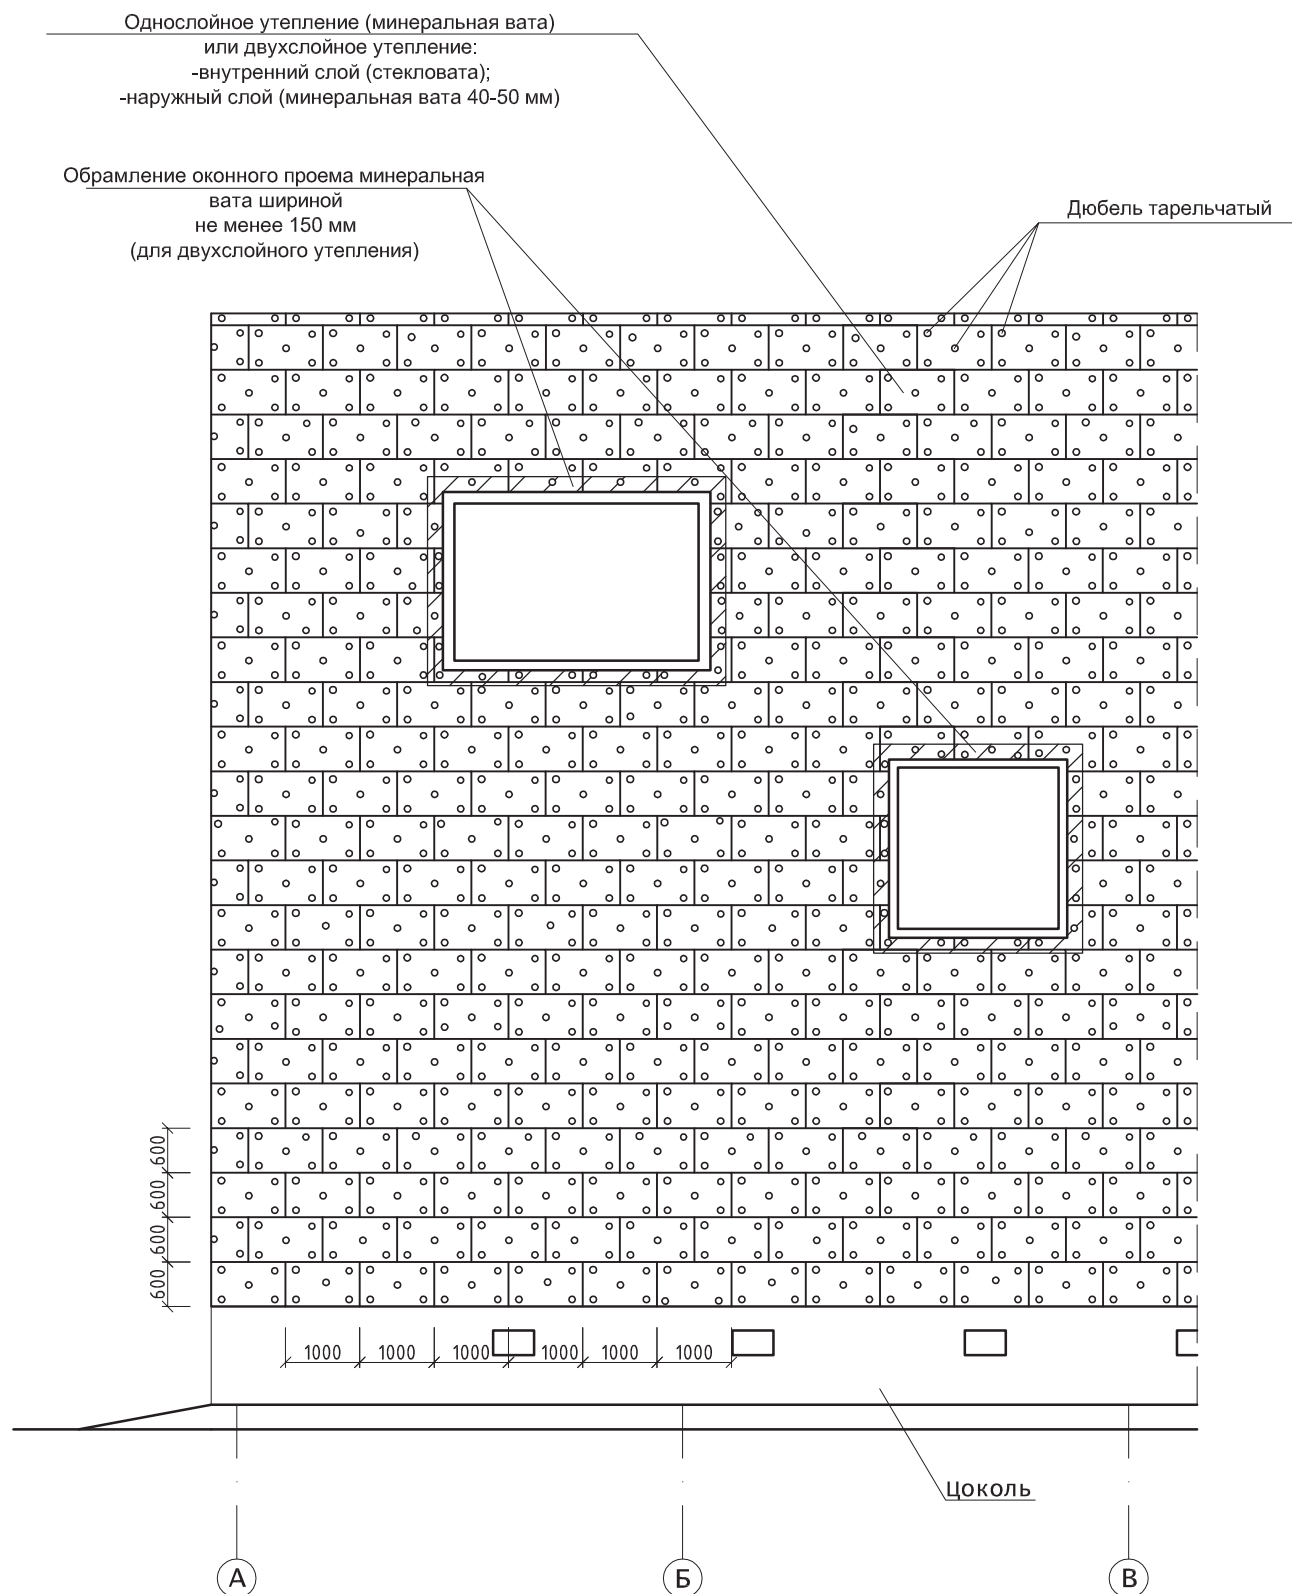 Однослойное утепление (минеральная вата)
или двухслойное утепление:
-внутренний слой (стекловата);
-наружный слой (минеральная вата 40-50 мм)
Обрамление оконного проема минеральная
вата шириной
не менее 150 мм
(для двухслойного утепления)
Дюбель тарельчатый
600
600
600
600
1000 1000 1000 1000 1000 1000
Цоколь
А Б В